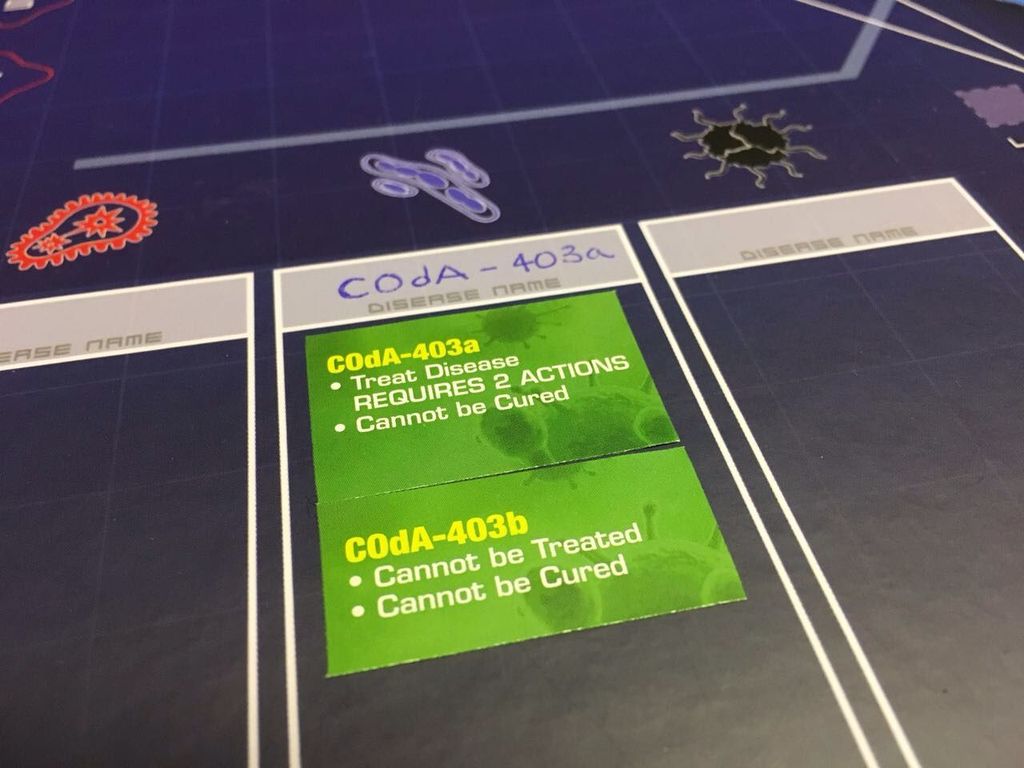 COdA-403a
DISEASE NAME
EASE NAME
DISEASE NAME
COdA-403a
• Treat Disease
REQUIRES 2 ACTIONS
• Cannot be Cured
COdA-403b
• Cannot be Treated
• Cannot be Cured